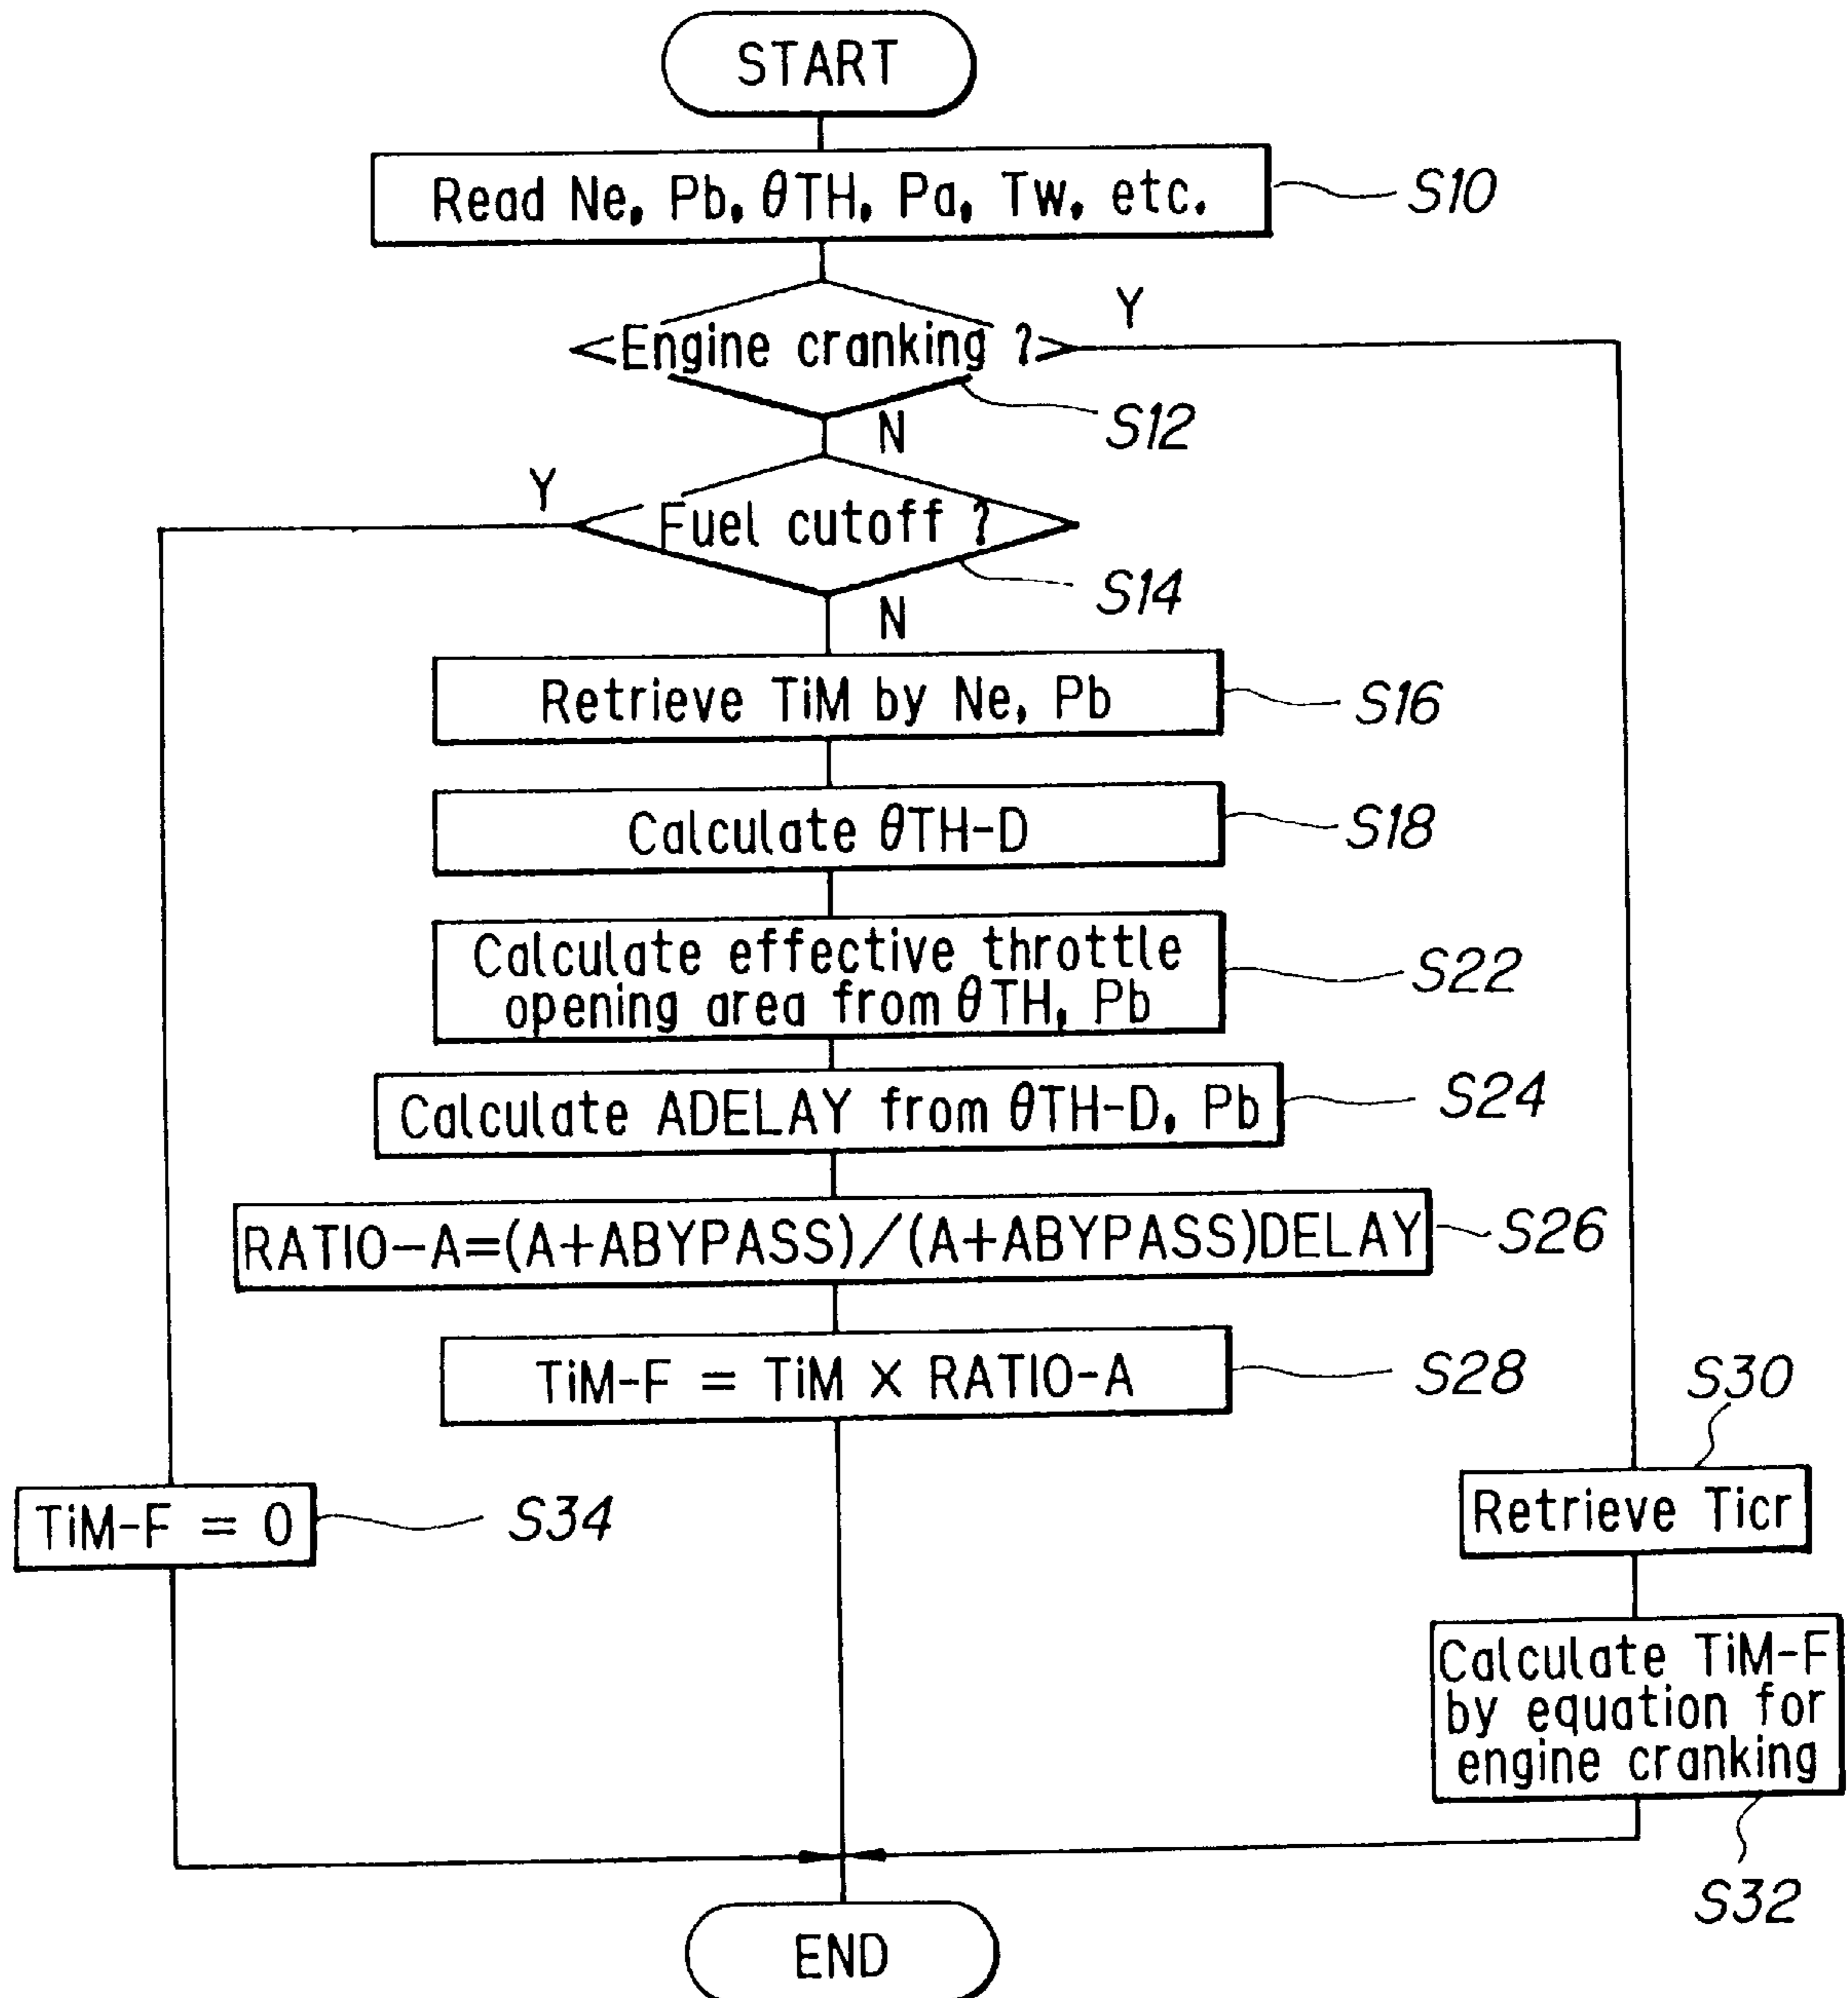 START
Read Ne, Pb, θTH, Pa, Tw, etc.
S10
Engine cranking ?
Y
S12
N
Fuel cutoff ?
Y
S14
N
Retrieve TiM by Ne, Pb
S16
Calculate θTH-D
S18
Calculate effective throttle
opening area from θTH, Pb
S22
Calculate ADELAY from θTH-D, Pb
S24
RATIO-A=(A+ABYPASS)/(A+ABYPASS)DELAY
S26
TiM-F = TiM X RATIO-A
S28
S30
Retrieve Ticr
TiM-F = 0
S34
Calculate TiM-F
by equation for
engine cranking
S32
END